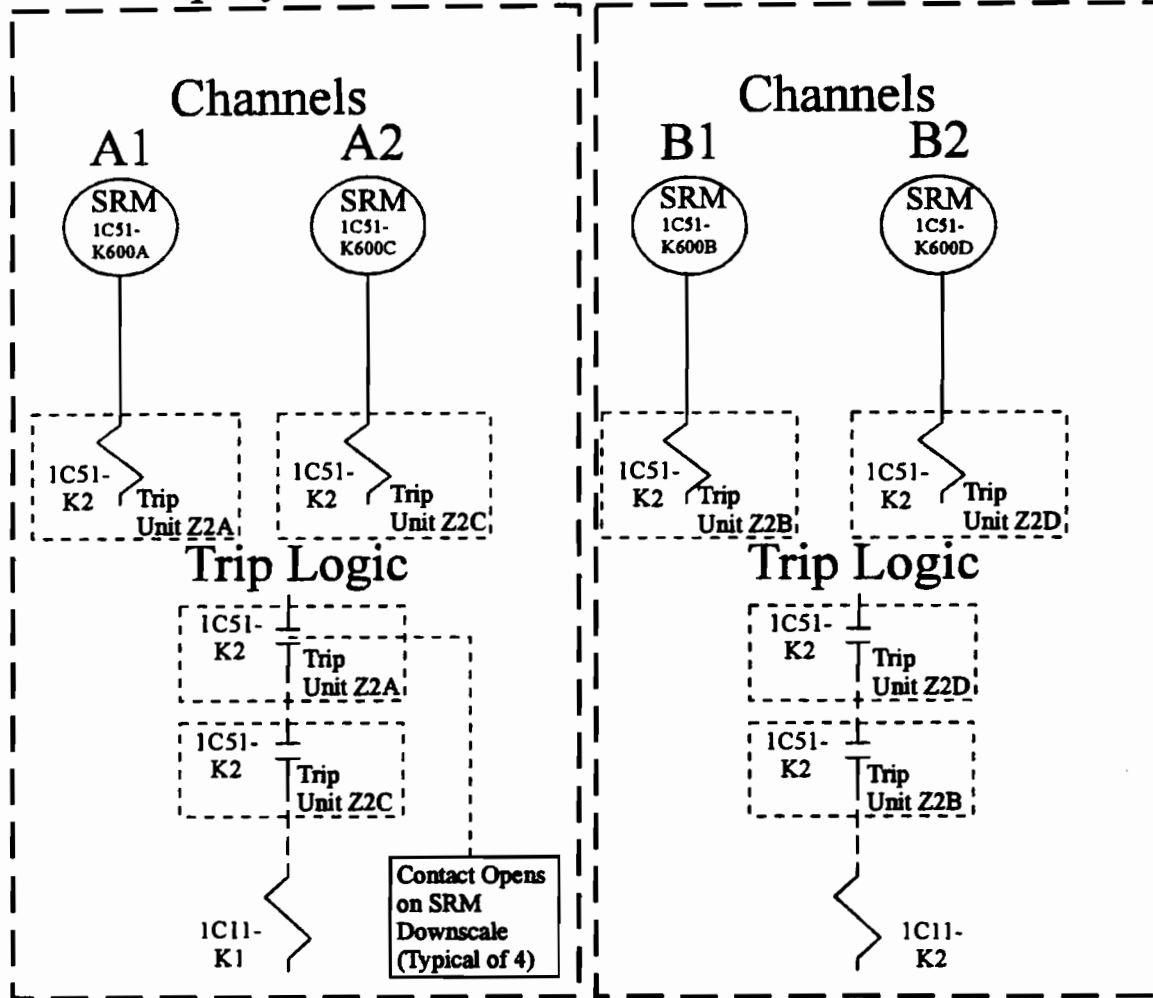 Channels
A1
A2
SRM
1C51-
K600A
SRM
1C51-
K600C
1C51-
K2
Trip
Unit Z2A
1C51-
K2
Trip
Unit Z2C
Trip Logic
1C51-
K2
Trip
Unit Z2A
1C51-
K2
Trip
Unit Z2C
1C11-
K1
Contact Opens
on SRM
Downscale
(Typical of 4)
Channels
B1
B2
SRM
1C51-
K600B
SRM
1C51-
K600D
1C51-
K2
Trip
Unit Z2B
1C51-
K2
Trip
Unit Z2D
Trip Logic
1C51-
K2
Trip
Unit Z2D
1C51-
K2
Trip
Unit Z2B
1C11-
K2